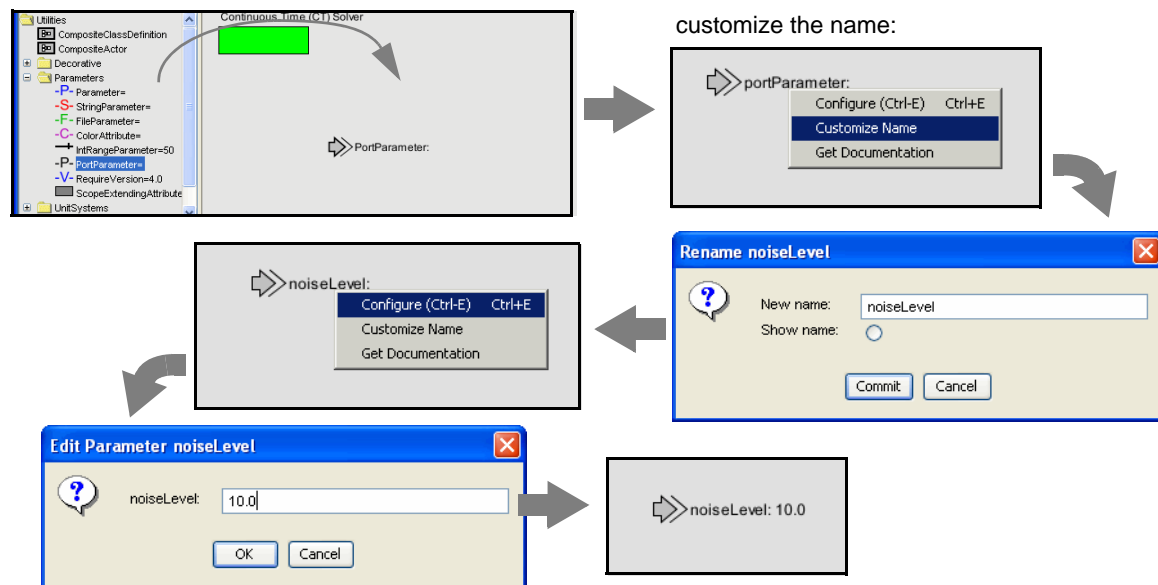 Utilities
CompositeClassDefinition
CompositeActor
Decorative
Parameters
-P- Parameter=
-S- StringParameter=
-F- FileParameter=
-C- ColorAttribute=
IntRangeParameter=50
-P- PortParameter=
-V- RequireVersion=4.0
ScopeExtendingAttribute
UnitSystems
Continuous Time (CT) Solver
PortParameter:
customize the name:
portParameter:
Configure (Ctrl-E) Ctrl+E
Customize Name
Get Documentation
Rename noiseLevel
New name: noiseLevel
Show name:
Commit Cancel
noiseLevel:
Configure (Ctrl-E) Ctrl+E
Customize Name
Get Documentation
Edit Parameter noiseLevel
noiseLevel: 10.0
OK Cancel
noiseLevel: 10.0